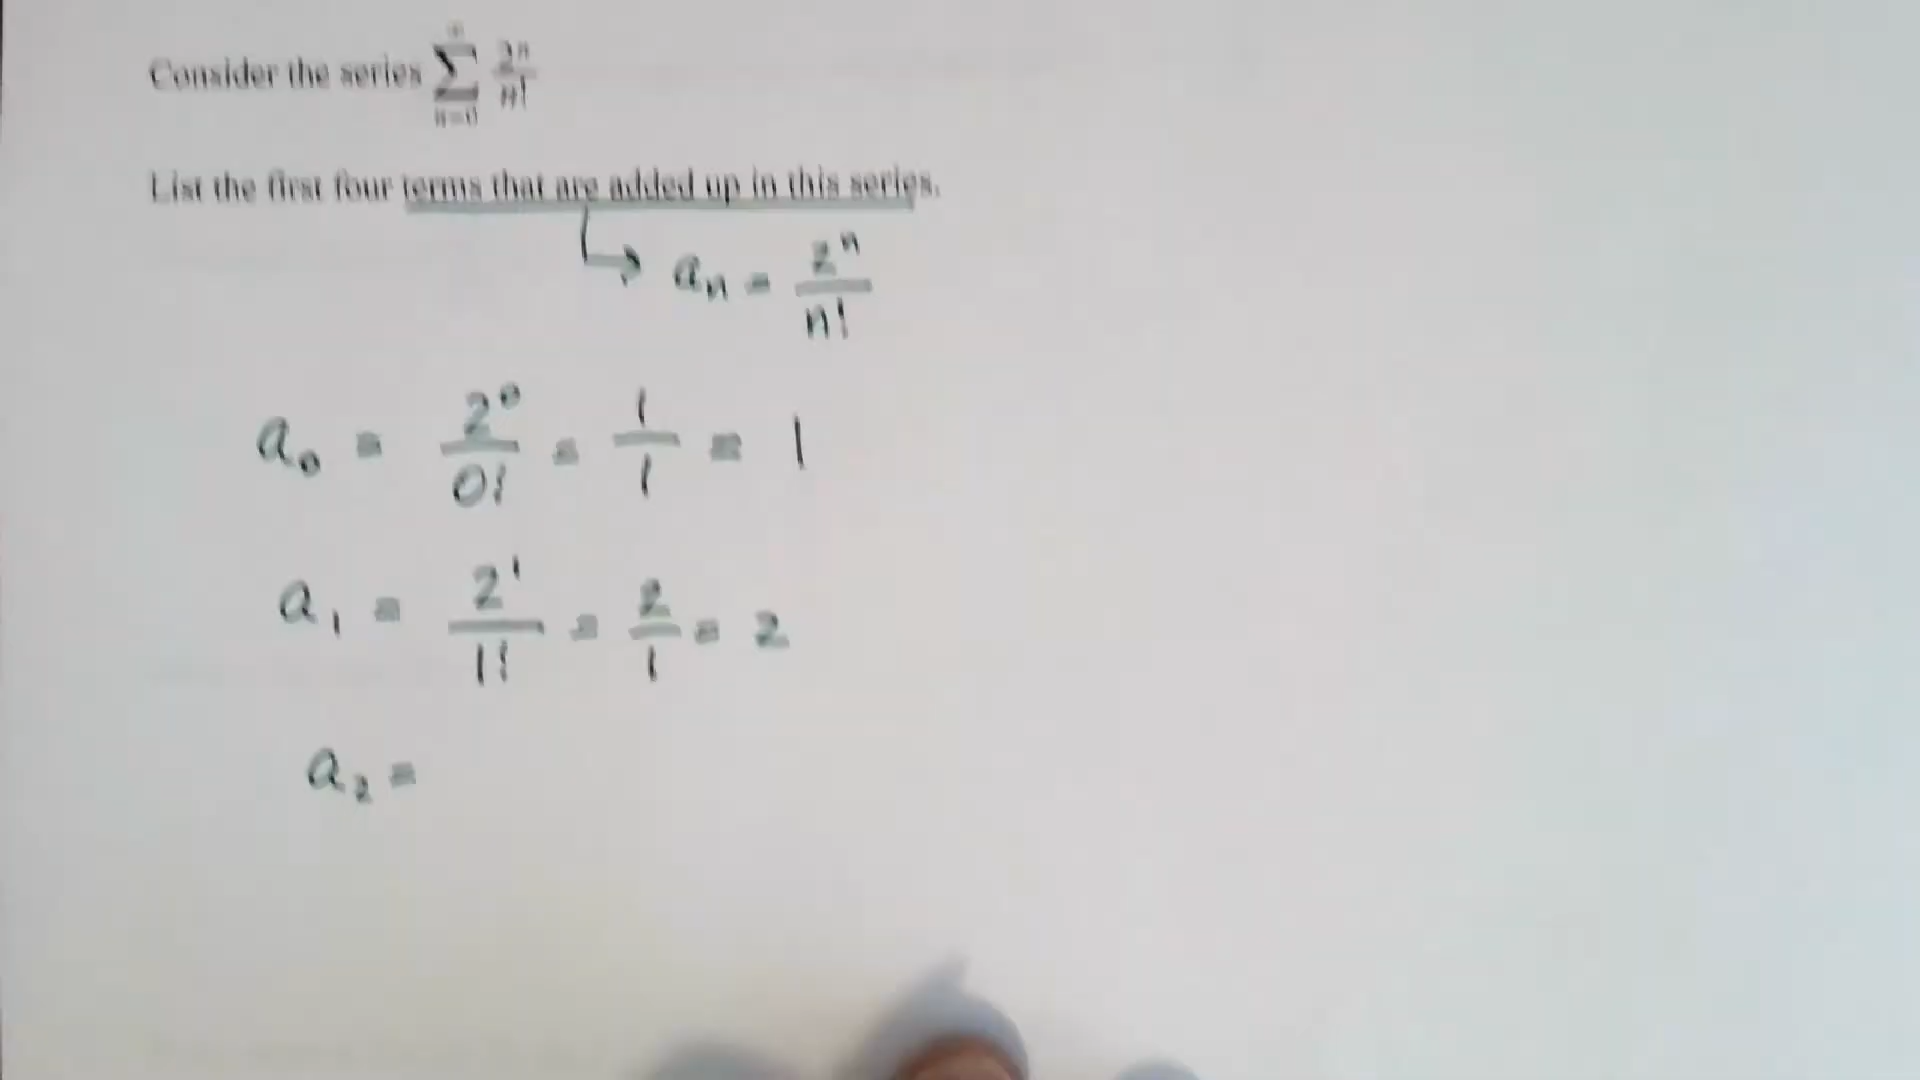 Consider the series ∑ n=0 ∞ 2ⁿ/n!
List the first four terms that are added up in this series.
aₙ = 2ⁿ/n!
a₀ = 2⁰/0! = 1/1 = 1
a₁ = 2¹/1! = 2/1 = 2
a₂ =